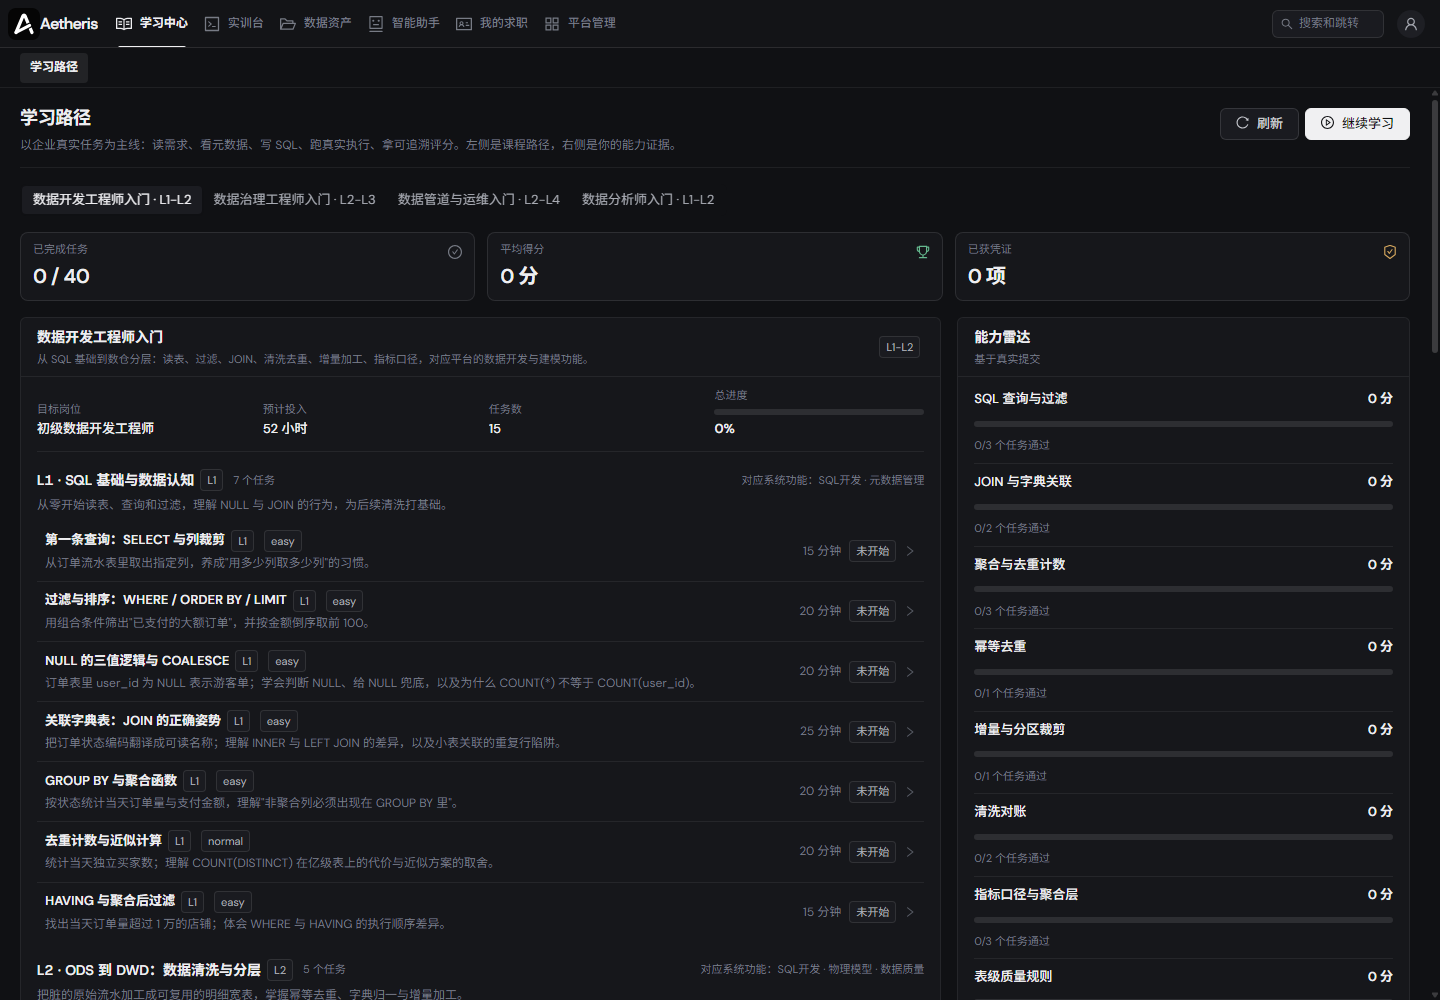 Aetheris
学习中心
实训台
数据资产
智能助手
我的求职
平台管理
搜索和跳转
学习路径
学习路径
以企业真实任务为主线：读需求、看元数据、写 SQL、跑真实执行、拿可追溯评分。左侧是课程路径，右侧是你的能力证据。
刷新
继续学习
数据开发工程师入门 · L1-L2
数据治理工程师入门 · L2-L3
数据管道与运维入门 · L2-L4
数据分析师入门 · L1-L2
已完成任务
0 / 40
平均得分
0 分
已获凭证
0 项
数据开发工程师入门
从 SQL 基础到数仓分层：读表、过滤、JOIN、清洗去重、增量加工、指标口径，对应平台的数据开发与建模功能。
L1-L2
目标岗位
初级数据开发工程师
预计投入
52 小时
任务数
15
总进度
0%
L1 · SQL 基础与数据认知 L1 7 个任务
对应系统功能：SQL开发 · 元数据管理
从零开始读表、查询和过滤，理解 NULL 与 JOIN 的行为，为后续清洗打基础。
第一条查询：SELECT 与列裁剪 L1 easy
从订单流水表里取出指定列，养成"用多少列取多少列"的习惯。
15 分钟 未开始
过滤与排序：WHERE / ORDER BY / LIMIT L1 easy
用组合条件筛出"已支付的大额订单"，并按金额倒序取前 100。
20 分钟 未开始
NULL 的三值逻辑与 COALESCE L1 easy
订单表里 user_id 为 NULL 表示游客单；学会判断 NULL、给 NULL 兜底，以及为什么 COUNT(*) 不等于 COUNT(user_id)。
20 分钟 未开始
关联字典表：JOIN 的正确姿势 L1 easy
把订单状态编码翻译成可读名称；理解 INNER 与 LEFT JOIN 的差异，以及小表关联的重复行陷阱。
25 分钟 未开始
GROUP BY 与聚合函数 L1 easy
按状态统计当天订单量与支付金额，理解"非聚合列必须出现在 GROUP BY 里"。
20 分钟 未开始
去重计数与近似计算 L1 normal
统计当天独立买家数；理解 COUNT(DISTINCT) 在亿级表上的代价与近似方案的取舍。
20 分钟 未开始
HAVING 与聚合后过滤 L1 easy
找出当天订单量超过 1 万的店铺；体会 WHERE 与 HAVING 的执行顺序差异。
15 分钟 未开始
L2 · ODS 到 DWD：数据清洗与分层 L2 5 个任务
对应系统功能：SQL开发 · 物理模型 · 数据质量
把脏的原始流水加工成可复用的明细宽表，掌握幂等去重、字典归一与增量加工。
能力雷达
基于真实提交
SQL 查询与过滤
0 分
0/3 个任务通过
JOIN 与字典关联
0 分
0/2 个任务通过
聚合与去重计数
0 分
0/3 个任务通过
幂等去重
0 分
0/1 个任务通过
增量与分区裁剪
0 分
0/1 个任务通过
清洗对账
0 分
0/2 个任务通过
指标口径与聚合层
0 分
0/3 个任务通过
表级质量规则
0 分